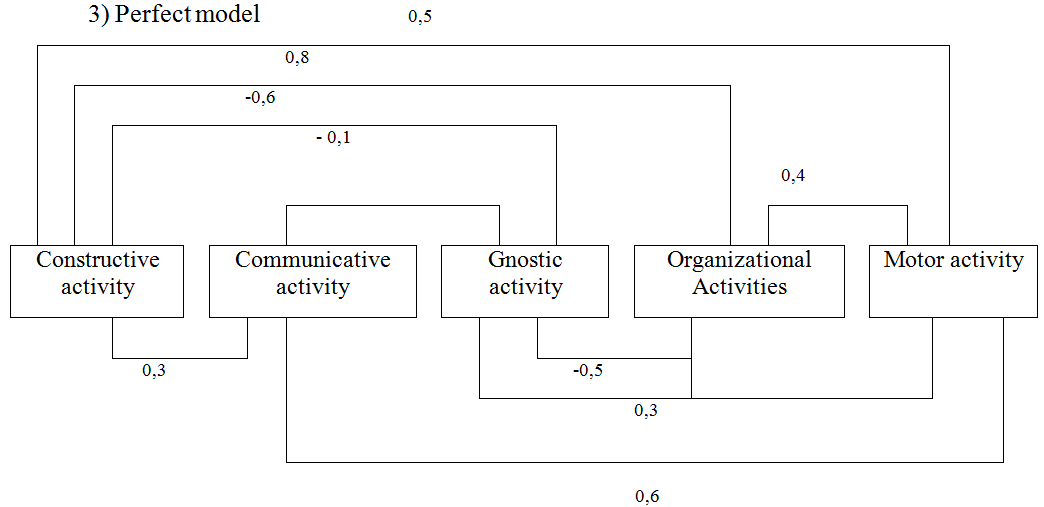 3) Perfect model
0,5
0,8
-0,6
- 0,1
0,4
Constructive
activity
Communicative
activity
Gnostic
activity
Organizational
Activities
Motor activity
0,3
-0,5
0,3
0,6